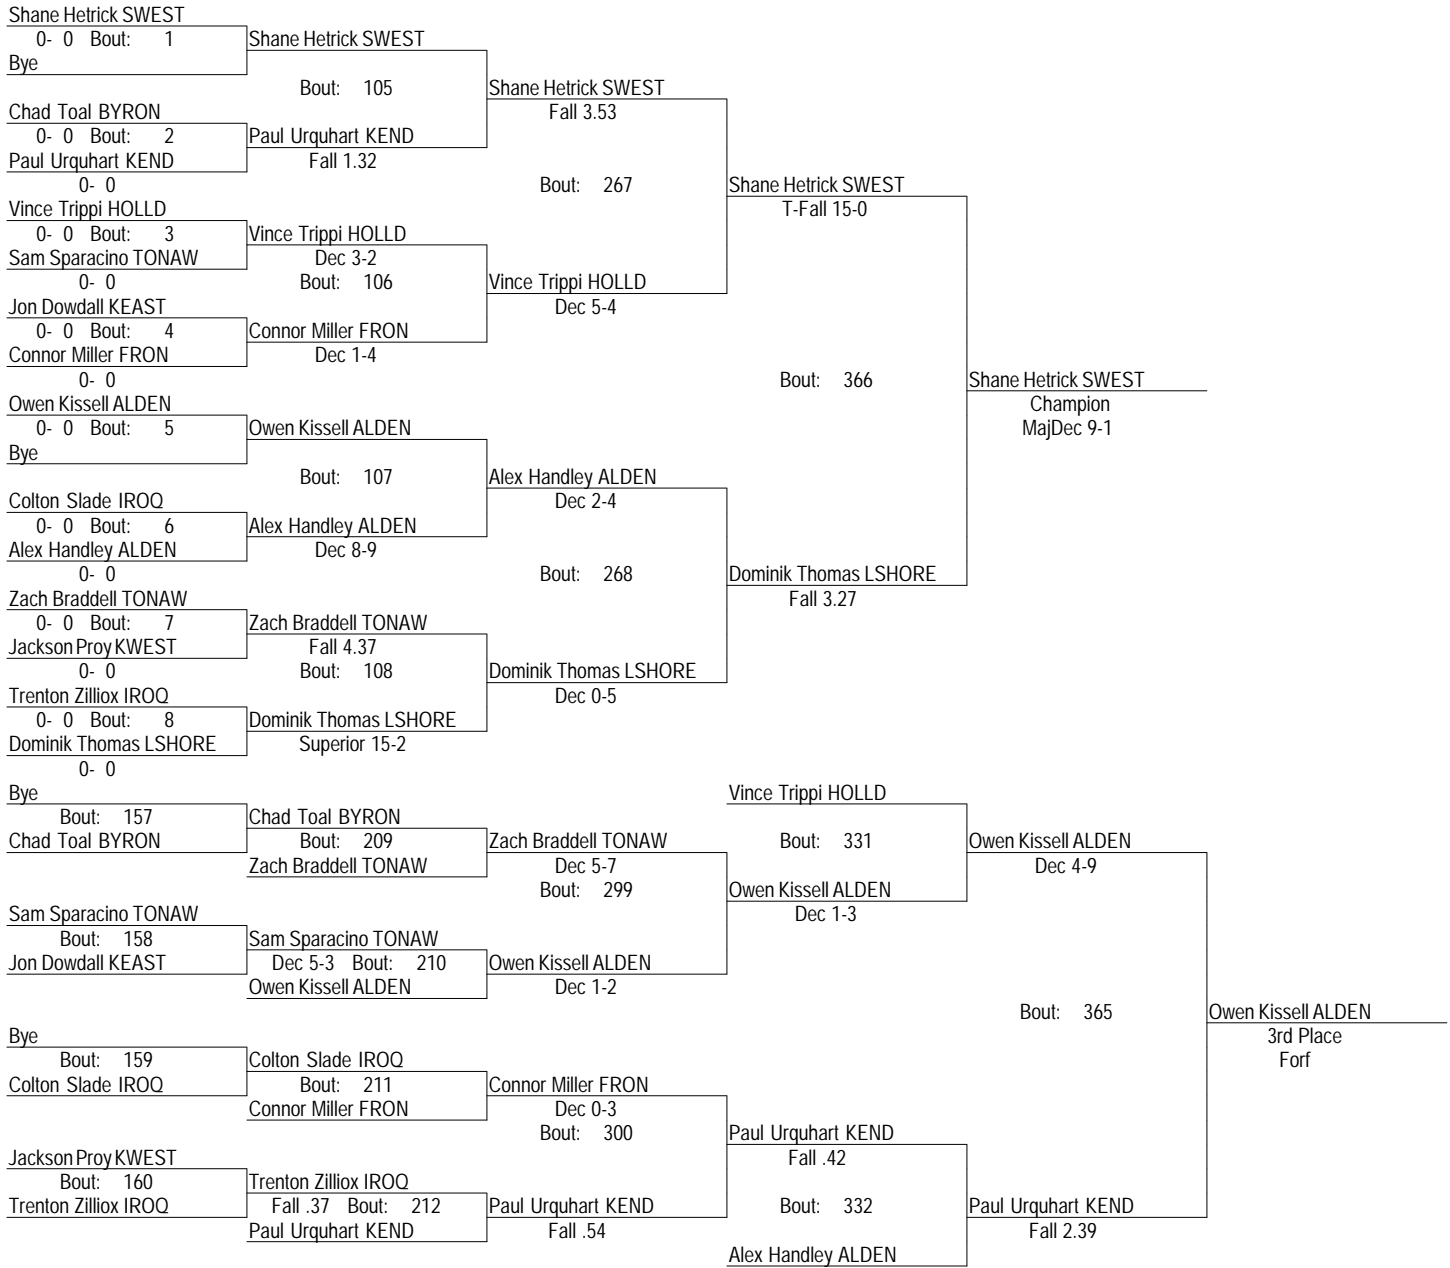 Shane Hetrick SWEST
0- 0 Bout: 1 Shane Hetrick SWEST
Bye
Bout: 105 Shane Hetrick SWEST
Chad Toal BYRON Fall 3.53
0- 0 Bout: 2 Paul Urquhart KEND
Paul Urquhart KEND Fall 1.32
0- 0 Bout: 267 Shane Hetrick SWEST
Vince Trippi HOLLD T-Fall 15-0
0- 0 Bout: 3 Vince Trippi HOLLD
Sam Sparacino TONAW Dec 3-2
0- 0 Bout: 106 Vince Trippi HOLLD
Jon Dowdall KEAST Dec 5-4
0- 0 Bout: 4 Connor Miller FRON
Connor Miller FRON Dec 1-4
0- 0 Bout: 366 Shane Hetrick SWEST
Owen Kissell ALDEN Champion
0- 0 Bout: 5 Owen Kissell ALDEN MajDec 9-1
Bye
Bout: 107 Alex Handley ALDEN
Colton Slade IROQ Dec 2-4
0- 0 Bout: 6 Alex Handley ALDEN
Alex Handley ALDEN Dec 8-9
0- 0 Bout: 268 Dominik Thomas LSHORE
Zach Braddell TONAW Fall 3.27
0- 0 Bout: 7 Zach Braddell TONAW
Jackson Proy KWEST Fall 4.37
0- 0 Bout: 108 Dominik Thomas LSHORE
Trenton Zilliox IROQ Dec 0-5
0- 0 Bout: 8 Dominik Thomas LSHORE
Dominik Thomas LSHORE Superior 15-2
0- 0
Bye Vince Trippi HOLLD
Bout: 157 Chad Toal BYRON
Chad Toal BYRON Bout: 209 Zach Braddell TONAW Bout: 331 Owen Kissell ALDEN
Zach Braddell TONAW Dec 5-7 Dec 4-9
Bout: 299 Owen Kissell ALDEN
Sam Sparacino TONAW Dec 1-3
Bout: 158 Sam Sparacino TONAW
Jon Dowdall KEAST Dec 5-3 Bout: 210 Owen Kissell ALDEN
Owen Kissell ALDEN Dec 1-2
Bout: 365 Owen Kissell ALDEN
Bye 3rd Place
Bout: 159 Colton Slade IROQ Forf
Colton Slade IROQ Bout: 211 Connor Miller FRON
Connor Miller FRON Dec 0-3
Bout: 300 Paul Urquhart KEND
Jackson Proy KWEST Fall .42
Bout: 160 Trenton Zilliox IROQ
Trenton Zilliox IROQ Fall .37 Bout: 212 Paul Urquhart KEND Bout: 332 Paul Urquhart KEND
Paul Urquhart KEND Fall .54 Fall 2.39
Alex Handley ALDEN